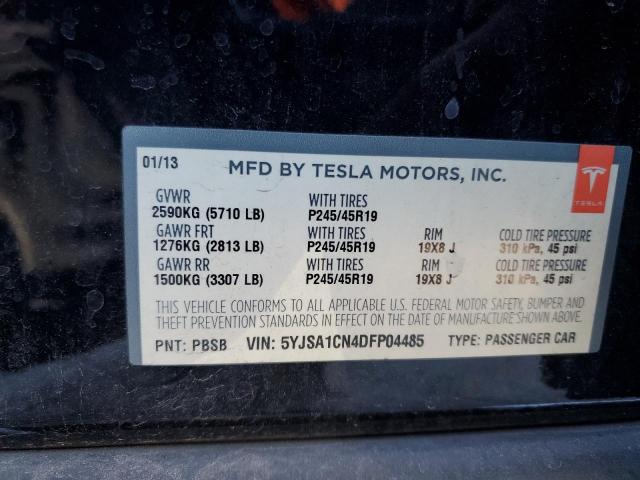 01/13 MFD BY TESLA MOTORS, INC.
TESLA
GVWR WITH TIRES
2590KG (5710 LB) P245/45R19
GAWR FRT WITH TIRES RIM COLD TIRE PRESSURE
1276KG (2813 LB) P245/45R19 19X8 J 310 kPa, 45 psi
GAWR RR WITH TIRES RIM COLD TIRE PRESSURE
1500KG (3307 LB) P245/45R19 19X8 J 310 kPa, 45 psi
THIS VEHICLE CONFORMS TO ALL APPLICABLE U.S. FEDERAL MOTOR SAFETY, BUMPER AND
THEFT PREVENTION STANDARDS IN EFFECT ON THE DATE OF MANUFACTURE SHOWN ABOVE.
PNT: PBSB VIN: 5YJSA1CN4DFP04485 TYPE: PASSENGER CAR